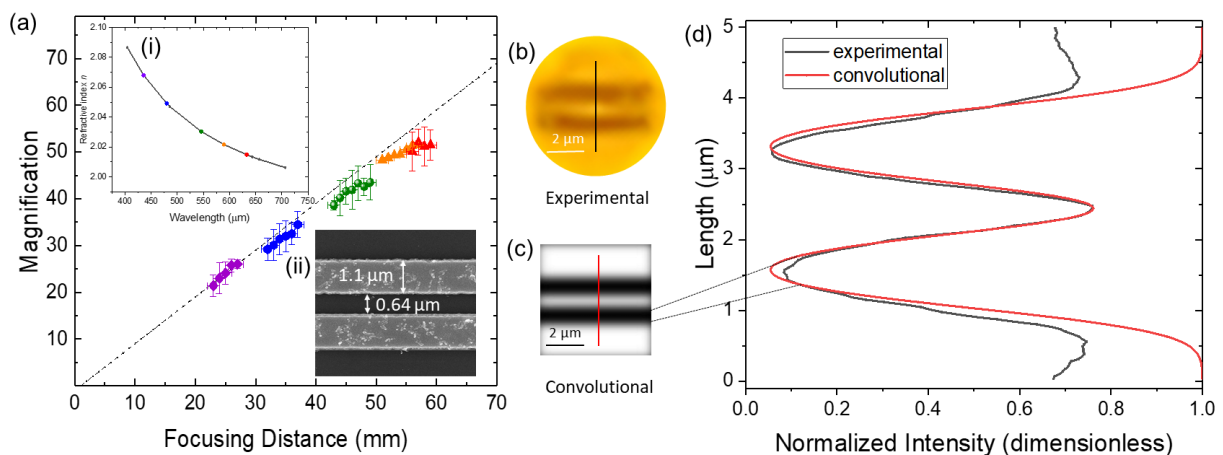 (a)
Magnification
70
60
50
40
30
20
10
0
0 10 20 30 40 50 60 70
Focusing Distance (mm)
(i)
Refractive index n
2.10
2.08
2.06
2.04
2.02
2.00
350 400 450 500 550 600 650 700 750
Wavelength (μm)
(ii)
1.1 μm
0.64 μm
(b)
2 μm
Experimental
(c)
2 μm
Convolutional
(d)
experimental
convolutional
Length (μm)
5
4
3
2
1
0
0.0 0.2 0.4 0.6 0.8 1.0
Normalized Intensity (dimensionless)